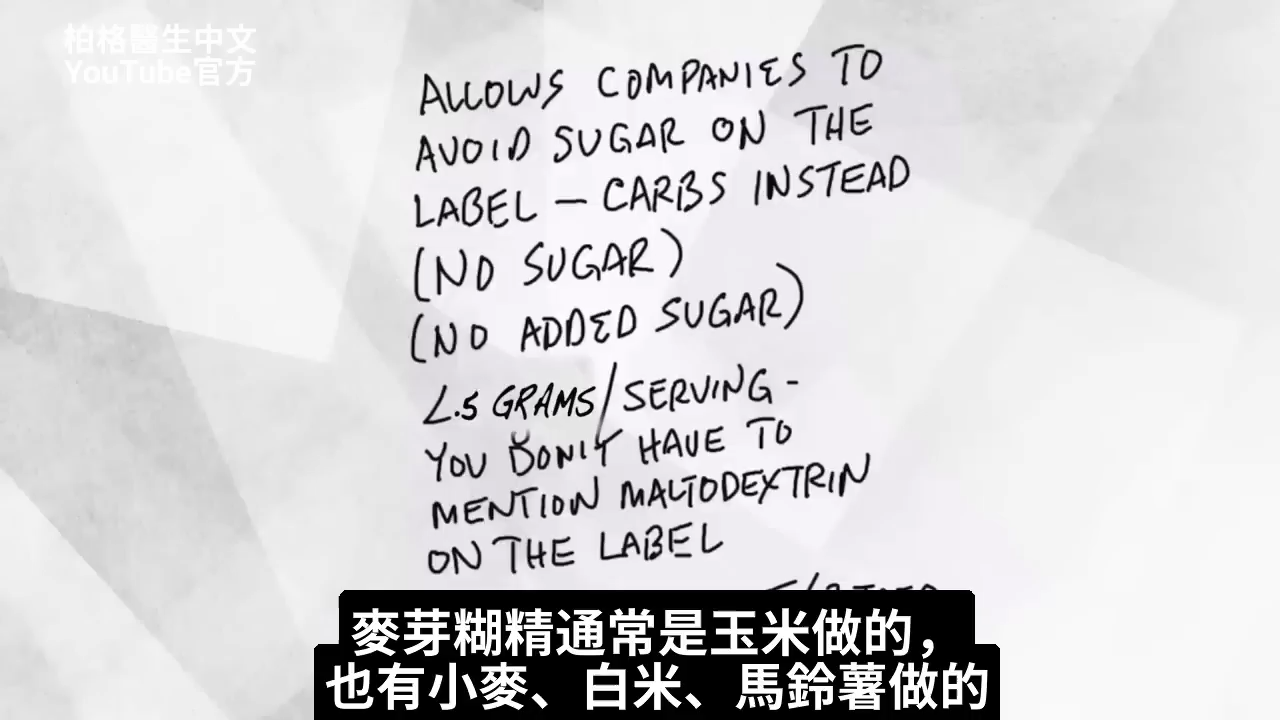 柏格醫生中文
YouTube官方
ALLOWS COMPANIES TO
AVOID SUGAR ON THE
LABEL – CARBS INSTEAD
(NO SUGAR)
(NO ADDED SUGAR)
<.5 GRAMS/SERVING -
YOU DON'T HAVE TO
MENTION MALTODEXTRIN
ON THE LABEL
麥芽糊精通常是玉米做的，
也有小麥、白米、馬鈴薯做的